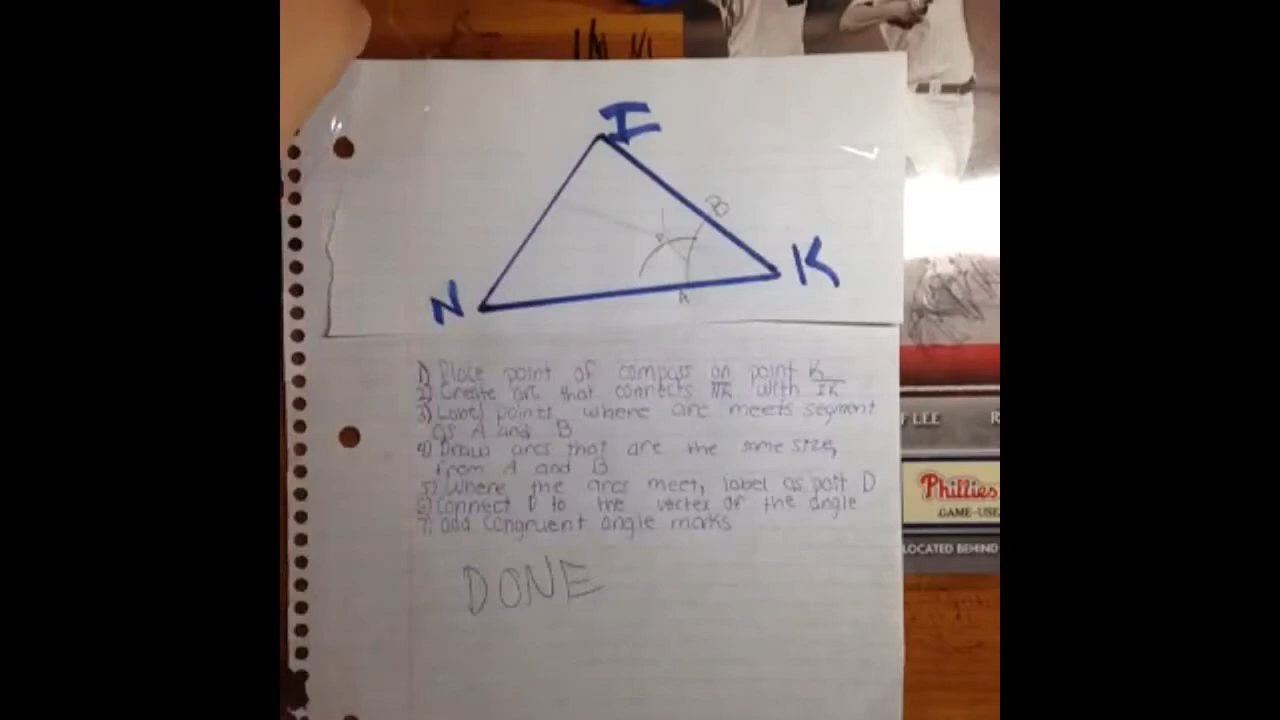 I
B
K
N
A
1) Place point of compass on point K
2) Create arc that connects NK with IK
3) Label points where arc meets segment
as A and B
4) Draw arcs that are the same size,
from A and B
5) Where the arcs meet, label as poit D
6) Connect D to the vertex of the angle
7) add congruent angle marks
DONE
F LEE
R
Phillies
GAME-USE
LOCATED BEHIND